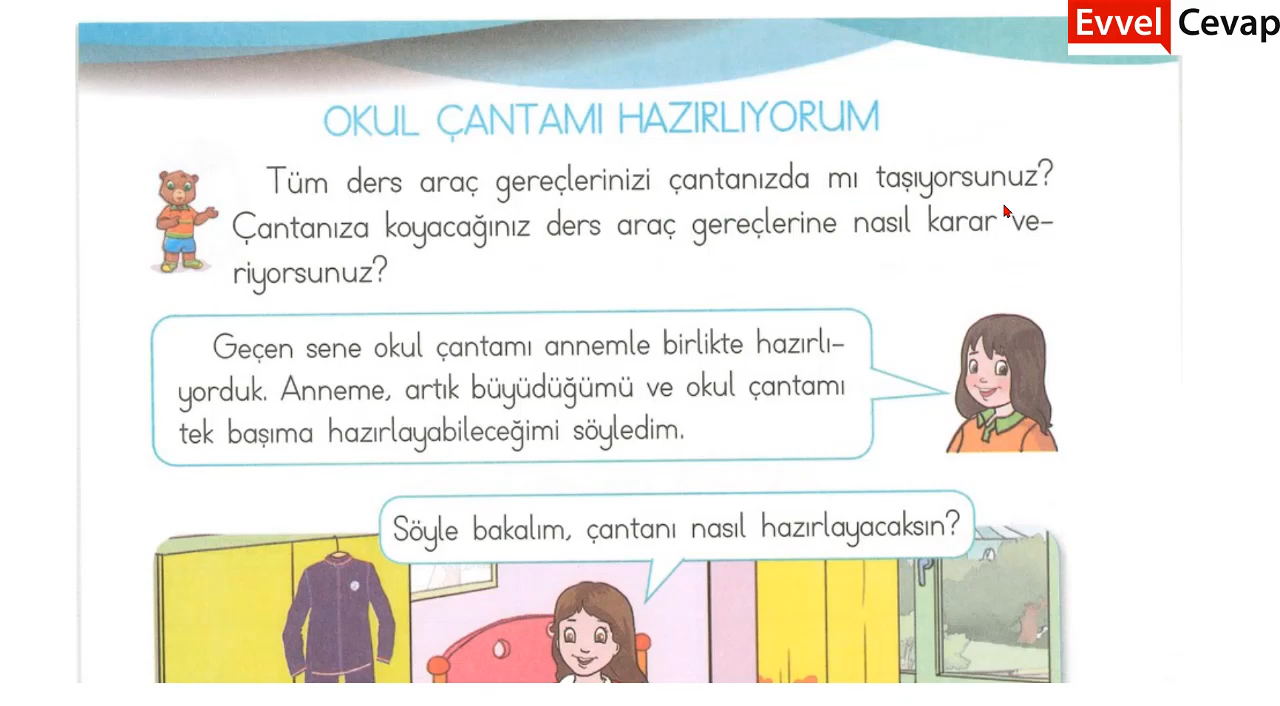 Evvel Cevap
OKUL ÇANTAMI HAZIRLIYORUM
Tüm ders araç gereçlerinizi çantanızda mı taşıyorsunuz?
Çantanıza koyacağınız ders araç gereçlerine nasıl karar ve-
riyorsunuz?
Geçen sene okul çantamı annemle birlikte hazırlı-
yorduk. Anneme, artık büyüdüğümü ve okul çantamı
tek başıma hazırlayabileceğimi söyledim.
Söyle bakalım, çantanı nasıl hazırlayacaksın?